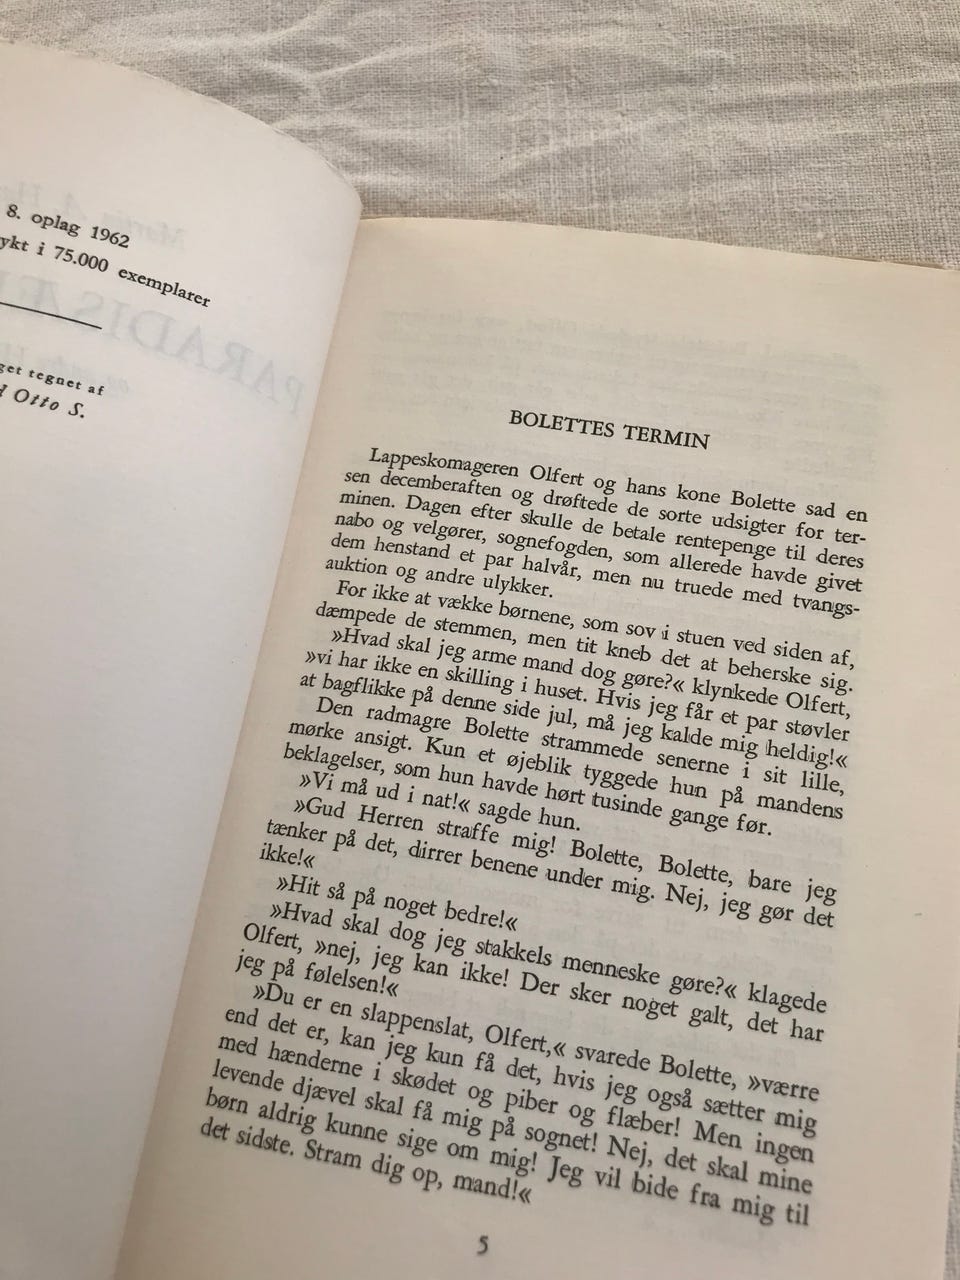 8. oplag 1962
ykt i 75.000 exemplarer
get tegnet af
d Otto S.
BOLETTES TERMIN
Lappeskomageren Olfert og hans kone Bolette sad en
sen decemberaften og drøftede de sorte udsigter for ter-
minen. Dagen efter skulle de betale rentepenge til deres
nabo og velgører, sognefogden, som allerede havde givet
dem henstand et par halvår, men nu truede med tvangs-
auktion og andre ulykker.
For ikke at vække børnene, som sov i stuen ved siden af,
dæmpede de stemmen, men tit kneb det at beherske sig.
»Hvad skal jeg arme mand dog gøre?« klynkede Olfert,
»vi har ikke en skilling i huset. Hvis jeg får et par støvler
at bagflikke på denne side jul, må jeg kalde mig heldig!«
Den radmagre Bolette strammede senerne i sit lille,
mørke ansigt. Kun et øjeblik tyggede hun på mandens
beklagelser, som hun havde hørt tusinde gange før.
»Vi må ud i nat!« sagde hun.
»Gud Herren straffe mig! Bolette, Bolette, bare jeg
tænker på det, dirrer benene under mig. Nej, jeg gør det
ikke!«
»Hit så på noget bedre!«
»Hvad skal dog jeg stakkels menneske gøre?« klagede
Olfert, »nej, jeg kan ikke! Der sker noget galt, det har
jeg på følelsen!«
»Du er en slappenslat, Olfert,« svarede Bolette, »værre
end det er, kan jeg kun få det, hvis jeg også sætter mig
med hænderne i skødet og piber og flæber! Men ingen
levende djævel skal få mig på sognet! Nej, det skal mine
børn aldrig kunne sige om mig! Jeg vil bide fra mig til
det sidste. Stram dig op, mand!«
5